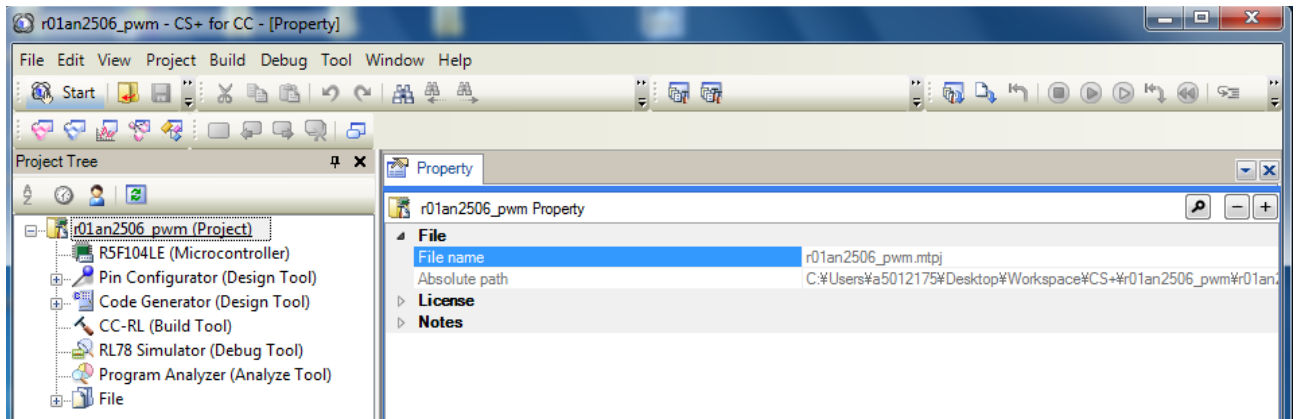 r01an2506_pwm - CS+ for CC - [Property]
File Edit View Project Build Debug Tool Window Help
Start
Project Tree
Property
r01an2506_pwm (Project)
R5F104LE (Microcontroller)
Pin Configurator (Design Tool)
Code Generator (Design Tool)
CC-RL (Build Tool)
RL78 Simulator (Debug Tool)
Program Analyzer (Analyze Tool)
File
r01an2506_pwm Property
File
File name r01an2506_pwm.mtpj
Absolute path C:¥Users¥a5012175¥Desktop¥Workspace¥CS+¥r01an2506_pwm¥r01an2
License
Notes